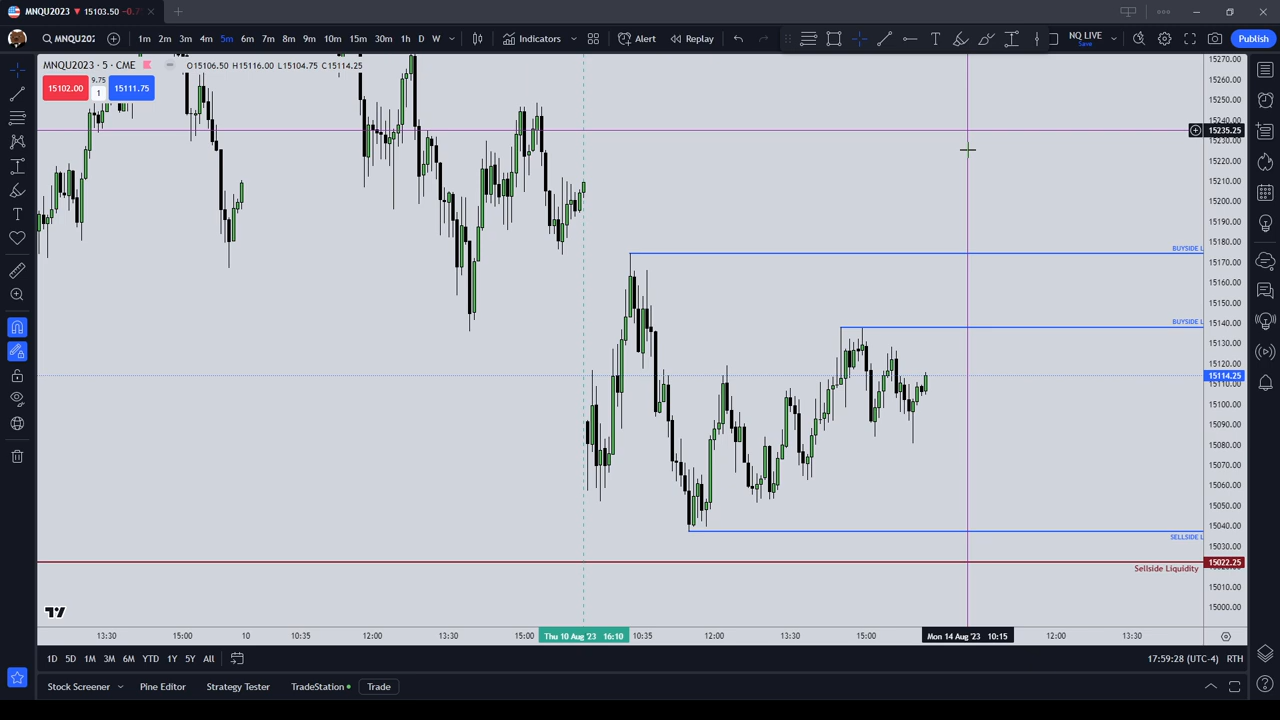 MNQU2023 ▼ 15103.50 -0.7
MNQU202 1m 2m 3m 4m 5m 6m 7m 8m 9m 10m 15m 30m 1h D W Indicators Alert Replay NQ LIVE Save Publish
MNQU2023 · 5 · CME O15106.50 H15116.00 L15104.75 C15114.25
15102.00 9.75 1 15111.75
15270.00
15260.00
15250.00
15240.00
15235.25
15230.00
15220.00
15210.00
15200.00
15190.00
15180.00
BUYSIDE L
15170.00
15160.00
15150.00
15140.00
BUYSIDE L
15130.00
15120.00
15114.25
15110.00
15100.00
15090.00
15080.00
15070.00
15060.00
15050.00
15040.00
SELLSIDE L
15030.00
15022.25
Sellside Liquidity
15010.00
15000.00
13:30 15:00 10 10:35 12:00 13:30 15:00 Thu 10 Aug '23 16:10 10:35 12:00 13:30 15:00 Mon 14 Aug '23 10:15 12:00 13:30
1D 5D 1M 3M 6M YTD 1Y 5Y All 17:59:28 (UTC-4) RTH
Stock Screener Pine Editor Strategy Tester TradeStation Trade